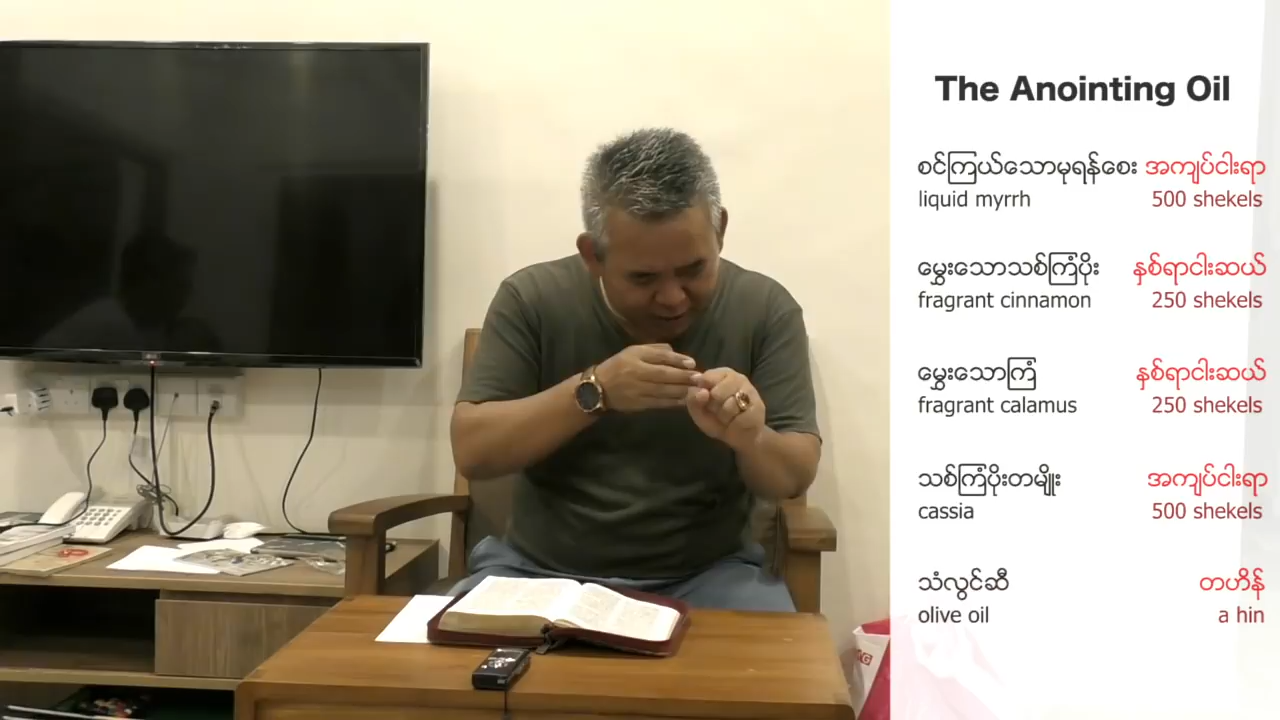 The Anointing Oil
စင်ကြယ်သောမုရန်စေး အကျပ်ငါးရာ
liquid myrrh 500 shekels
မွှေးသောသစ်ကြံပိုး နှစ်ရာငါးဆယ်
fragrant cinnamon 250 shekels
မွှေးသောကြံ နှစ်ရာငါးဆယ်
fragrant calamus 250 shekels
သစ်ကြံပိုးတမျိုး အကျပ်ငါးရာ
cassia 500 shekels
သံလွင်ဆီ တဟိန်
olive oil a hin